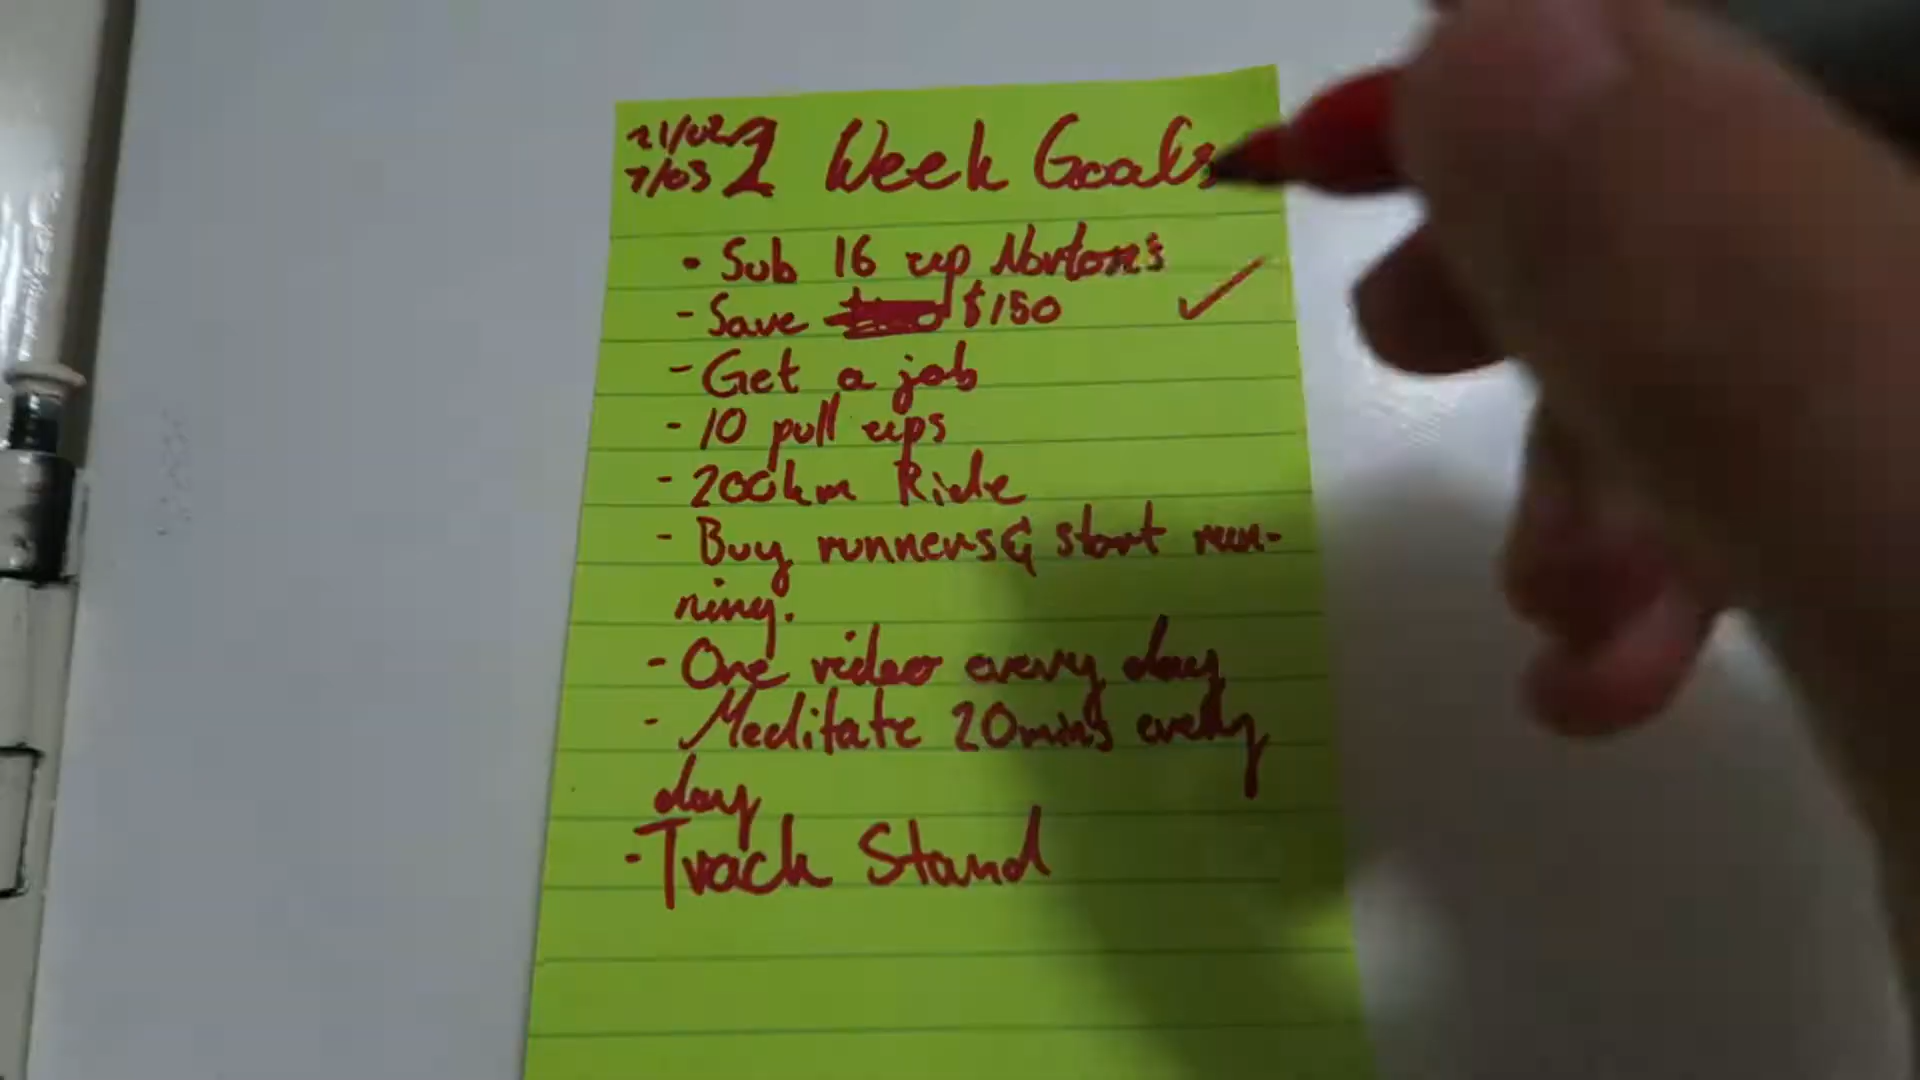 21/02
7/03
2 Week Goals
• Sub 16 up Norton's
- Save $150
- Get a job
- 10 pull ups
- 200km Ride
- Buy runners & start run-
ning.
- One video every day
- Meditate 20mins every
day
- Track Stand